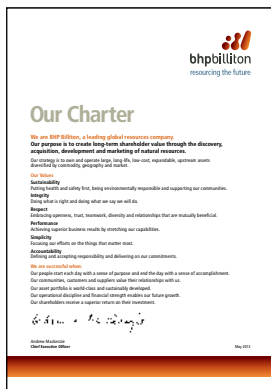 bhpbilliton
resourcing the future
Our Charter
We are BHP Billiton, a leading global resources company.
Our purpose is to create long-term shareholder value through the discovery,
acquisition, development and marketing of natural resources.
Our strategy is to own and operate large, long-life, low-cost, expandable, upstream assets
diversified by commodity, geography and market.
Our Values
Sustainability
Putting health and safety first, being environmentally responsible and supporting our communities.
Integrity
Doing what is right and doing what we say we will do.
Respect
Embracing openness, trust, teamwork, diversity and relationships that are mutually beneficial.
Performance
Achieving superior business results by stretching our capabilities.
Simplicity
Focusing our efforts on the things that matter most.
Accountability
Defining and accepting responsibility and delivering on our commitments.
We are successful when:
Our people start each day with a sense of purpose and end the day with a sense of accomplishment.
Our communities, customers and suppliers value their relationships with us.
Our asset portfolio is world-class and sustainably developed.
Our operational discipline and financial strength enables our future growth.
Our shareholders receive a superior return on their investment.
Andrew Mackenzie
Chief Executive Officer
May 2013